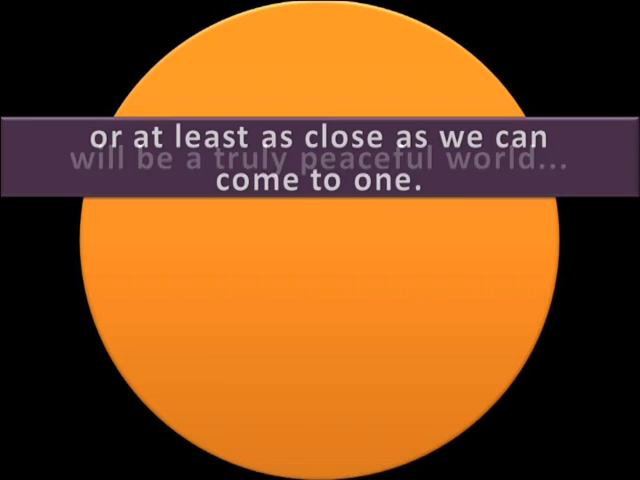 or at least as close as we can
will be a truly peaceful world...
come to one.